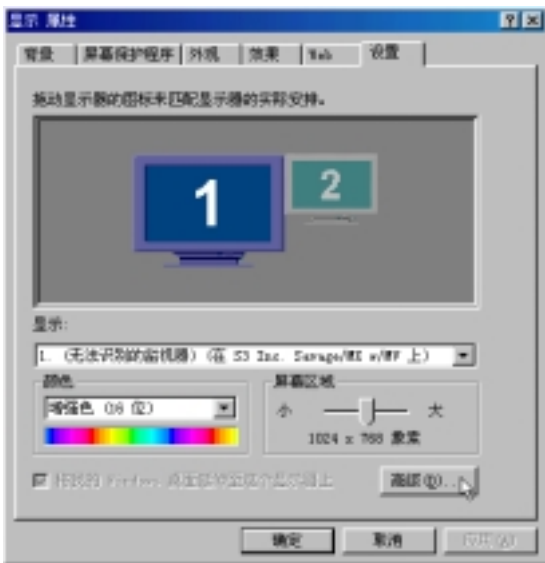 显示 属性
背景 屏幕保护程序 外观 效果 Web 设置
拖动显示器的图标来匹配显示器的实际安排。
1 2
显示:
1. (无法识别的监视器) (在 S3 Inc. Savage/MX w/MV 上)
颜色 屏幕区域
增强色 (16 位) 小 大
1024 x 768 像素
Windows 桌面
高级(D)...
确定 取消 应用(A)